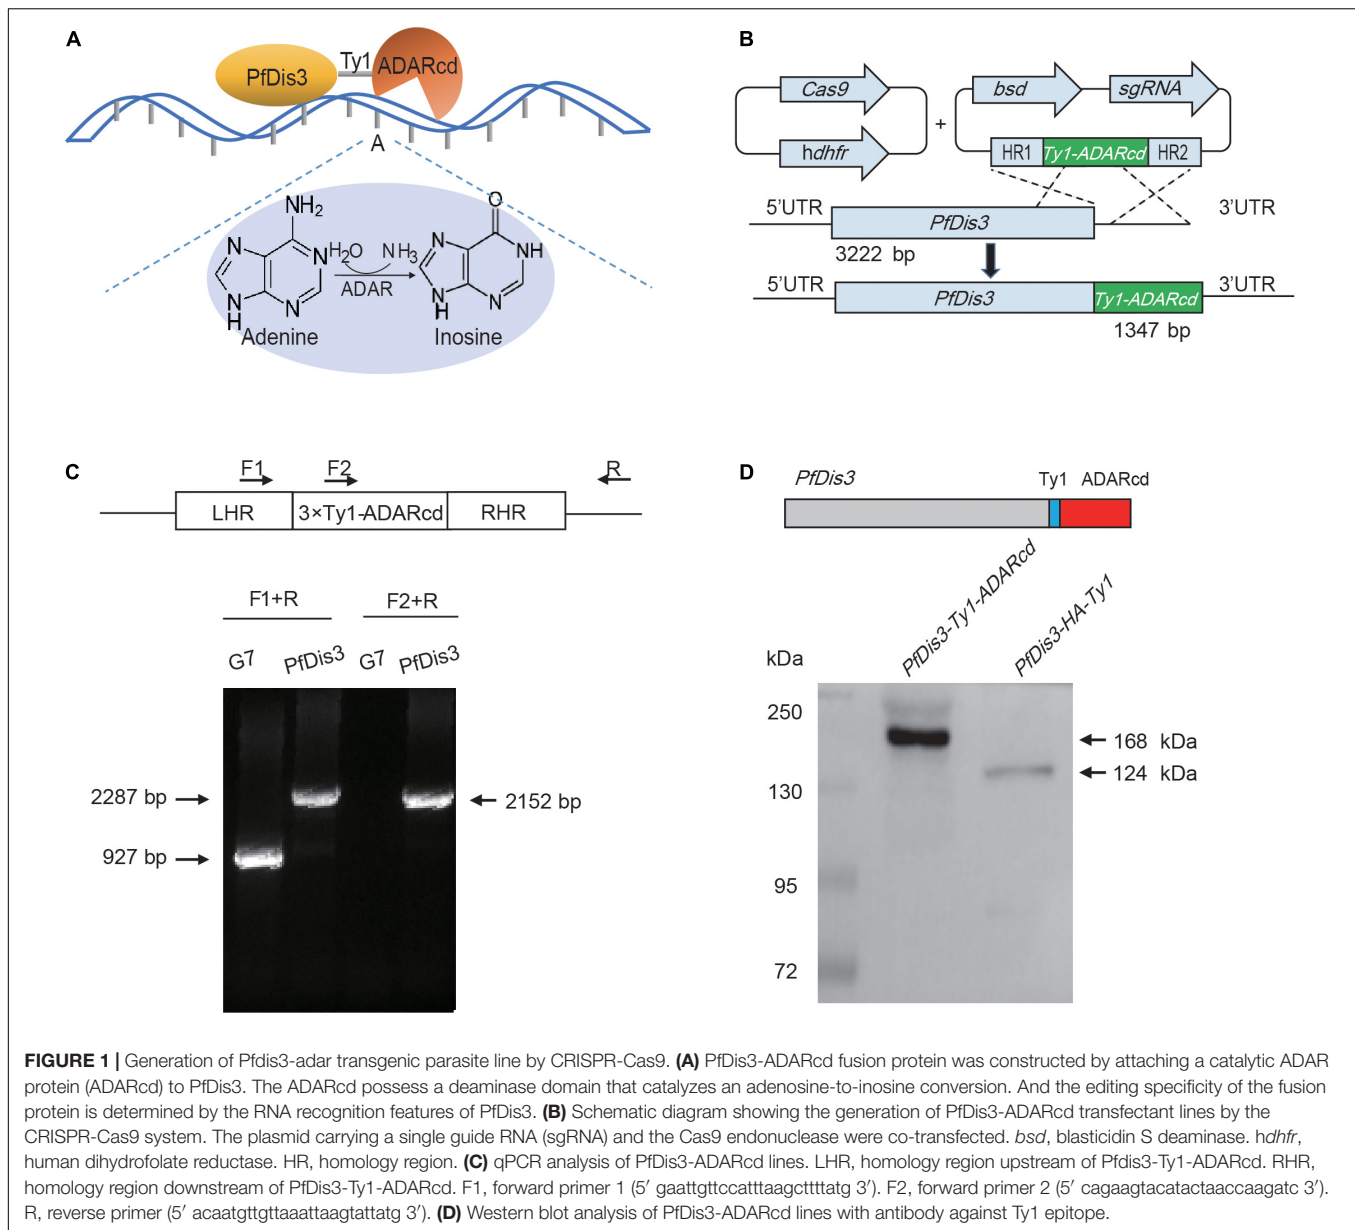 A
PfDis3
Ty1
ADARcd
A
NH2
N
N
N
N
H
Adenine
H2O
NH3
ADAR
O
N
NH
N
N
H
Inosine
B
Cas9
hdhfr
+
bsd
sgRNA
HR1
Ty1-ADARcd
HR2
5'UTR
PfDis3
3'UTR
3222 bp
5'UTR
PfDis3
Ty1-ADARcd
3'UTR
1347 bp
C
F1
F2
R
LHR
3×Ty1-ADARcd
RHR
F1+R
F2+R
G7
PfDis3
G7
PfDis3
2287 bp
2152 bp
927 bp
D
PfDis3
Ty1
ADARcd
PfDis3-Ty1-ADARcd
PfDis3-HA-Ty1
kDa
250
168 kDa
124 kDa
130
95
72
FIGURE 1 | Generation of Pfdis3-adar transgenic parasite line by CRISPR-Cas9. (A) PfDis3-ADARcd fusion protein was constructed by attaching a catalytic ADAR
protein (ADARcd) to PfDis3. The ADARcd possess a deaminase domain that catalyzes an adenosine-to-inosine conversion. And the editing specificity of the fusion
protein is determined by the RNA recognition features of PfDis3. (B) Schematic diagram showing the generation of PfDis3-ADARcd transfectant lines by the
CRISPR-Cas9 system. The plasmid carrying a single guide RNA (sgRNA) and the Cas9 endonuclease were co-transfected. bsd, blasticidin S deaminase. hdhfr,
human dihydrofolate reductase. HR, homology region. (C) qPCR analysis of PfDis3-ADARcd lines. LHR, homology region upstream of Pfdis3-Ty1-ADARcd. RHR,
homology region downstream of PfDis3-Ty1-ADARcd. F1, forward primer 1 (5′ gaattgttccatttaagcttttatg 3′). F2, forward primer 2 (5′ cagaagtacatactaaccaagatc 3′).
R, reverse primer (5′ acaatgttgttaaattaagtattatg 3′). (D) Western blot analysis of PfDis3-ADARcd lines with antibody against Ty1 epitope.